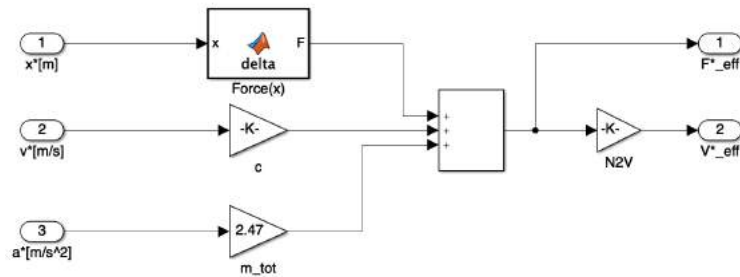 1
x*[m]
x
F
delta
Force(x)
1
F*_eff
2
v*[m/s]
-K-
c
+
+
+
-K-
N2V
2
V*_eff
3
a*[m/s^2]
2.47
m_tot